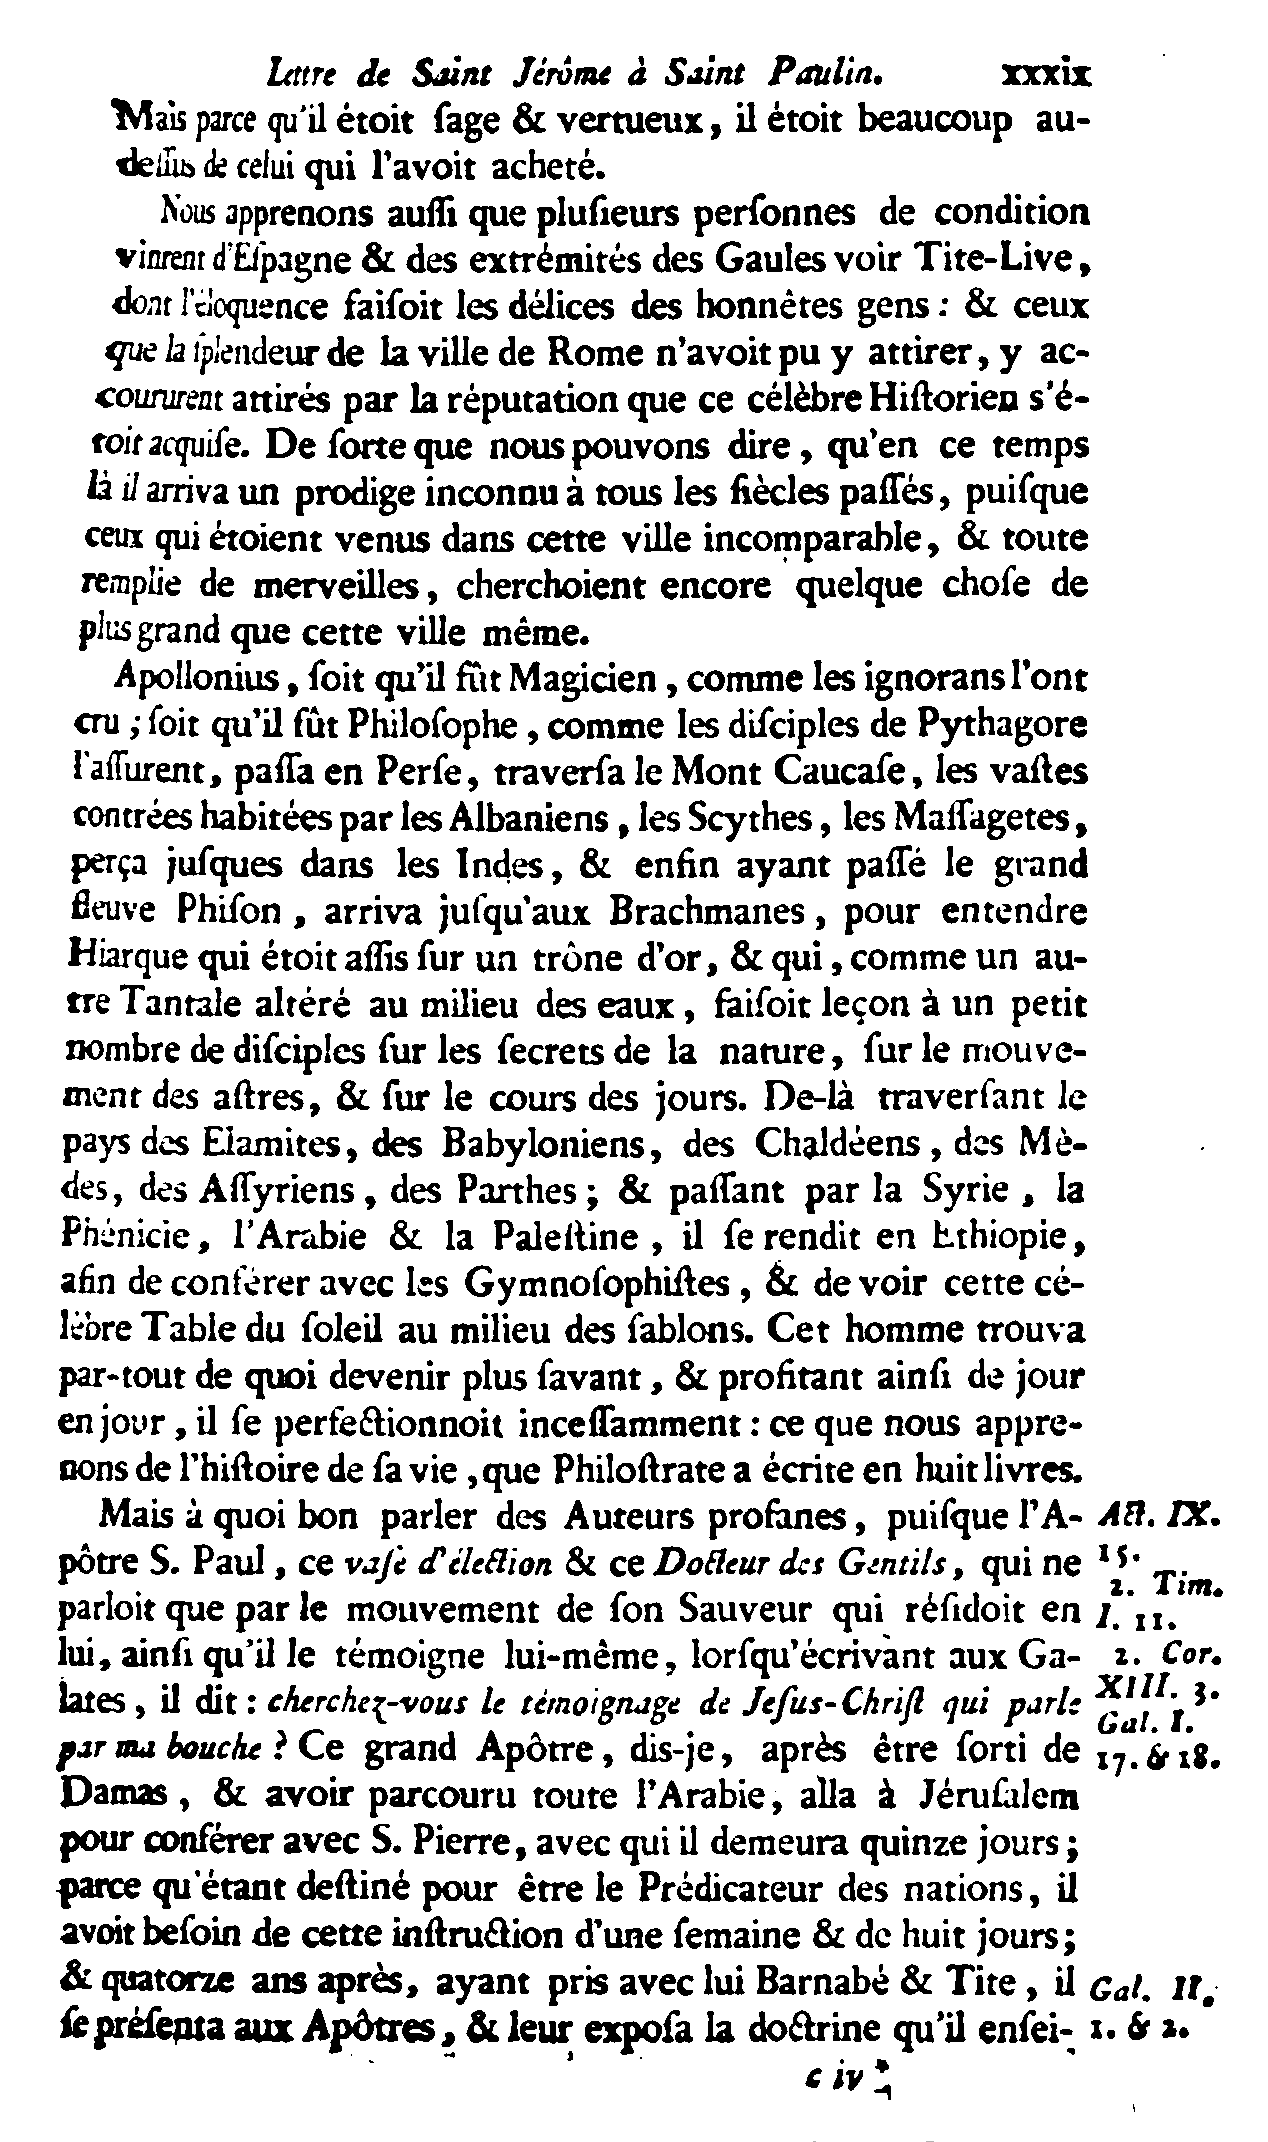 Lettre de Saint Jérôme à Saint Paulin. xxxix
Mais parce qu'il étoit ſage & vertueux, il étoit beaucoup au-
deſſus de celui qui l'avoit acheté.
Nous apprenons auſſi que pluſieurs perſonnes de condition
vinrent d'Eſpagne & des extrémités des Gaules voir Tite-Live,
dont l'éloquence faiſoit les délices des honnêtes gens : & ceux
que la ſplendeur de la ville de Rome n'avoit pu y attirer, y ac-
coururent attirés par la réputation que ce célèbre Hiſtorien s'é-
toit acquiſe. De ſorte que nous pouvons dire, qu'en ce temps
là il arriva un prodige inconnu à tous les ſiècles paſſés, puiſque
ceux qui étoient venus dans cette ville incomparable, & toute
remplie de merveilles, cherchoient encore quelque choſe de
plus grand que cette ville même.
Apollonius, ſoit qu'il fût Magicien, comme les ignorans l'ont
cru ; ſoit qu'il fût Philoſophe, comme les diſciples de Pythagore
l'aſſurent, paſſa en Perſe, traverſa le Mont Caucaſe, les vaſtes
contrées habitées par les Albaniens, les Scythes, les Maſſagetes,
perça juſques dans les Indes, & enfin ayant paſſé le grand
fleuve Phiſon, arriva juſqu'aux Brachmanes, pour entendre
Hiarque qui étoit aſſis ſur un trône d'or, & qui, comme un au-
tre Tantale altéré au milieu des eaux, faiſoit leçon à un petit
nombre de diſciples ſur les ſecrets de la nature, ſur le mouve-
ment des aſtres, & ſur le cours des jours. De-là traverſant le
pays des Elamites, des Babyloniens, des Chaldéens, des Mè-
des, des Aſſyriens, des Parthes ; & paſſant par la Syrie, la
Phénicie, l'Arabie & la Paleſtine, il ſe rendit en Ethiopie,
afin de conférer avec les Gymnoſophiſtes, & de voir cette cé-
lèbre Table du ſoleil au milieu des ſablons. Cet homme trouva
par-tout de quoi devenir plus ſavant, & profitant ainſi de jour
en jour, il ſe perfectionnoit inceſſamment : ce que nous appre-
nons de l'hiſtoire de ſa vie, que Philoſtrate a écrite en huit livres.
Mais à quoi bon parler des Auteurs profanes, puiſque l'A- Act. IX.
pôtre S. Paul, ce vaſe d'élection & ce Docteur des Gentils, qui ne 15.
2. Tim.
parloit que par le mouvement de ſon Sauveur qui réſidoit en I. 11.
lui, ainſi qu'il le témoigne lui-même, lorſqu'écrivant aux Ga- 2. Cor.
lates, il dit : cherchez-vous le témoignage de Jeſus-Chriſt qui parle XIII. 3.
Gal. I.
par ma bouche ? Ce grand Apôtre, dis-je, après être ſorti de 17. & 18.
Damas, & avoir parcouru toute l'Arabie, alla à Jéruſalem
pour conférer avec S. Pierre, avec qui il demeura quinze jours ;
parce qu'étant deſtiné pour être le Prédicateur des nations, il
avoit beſoin de cette inſtruction d'une ſemaine & de huit jours ;
& quatorze ans après, ayant pris avec lui Barnabé & Tite, il Gal. II.
ſe préſenta aux Apôtres, & leur expoſa la doctrine qu'il enſei- 1. & 2.
c iv